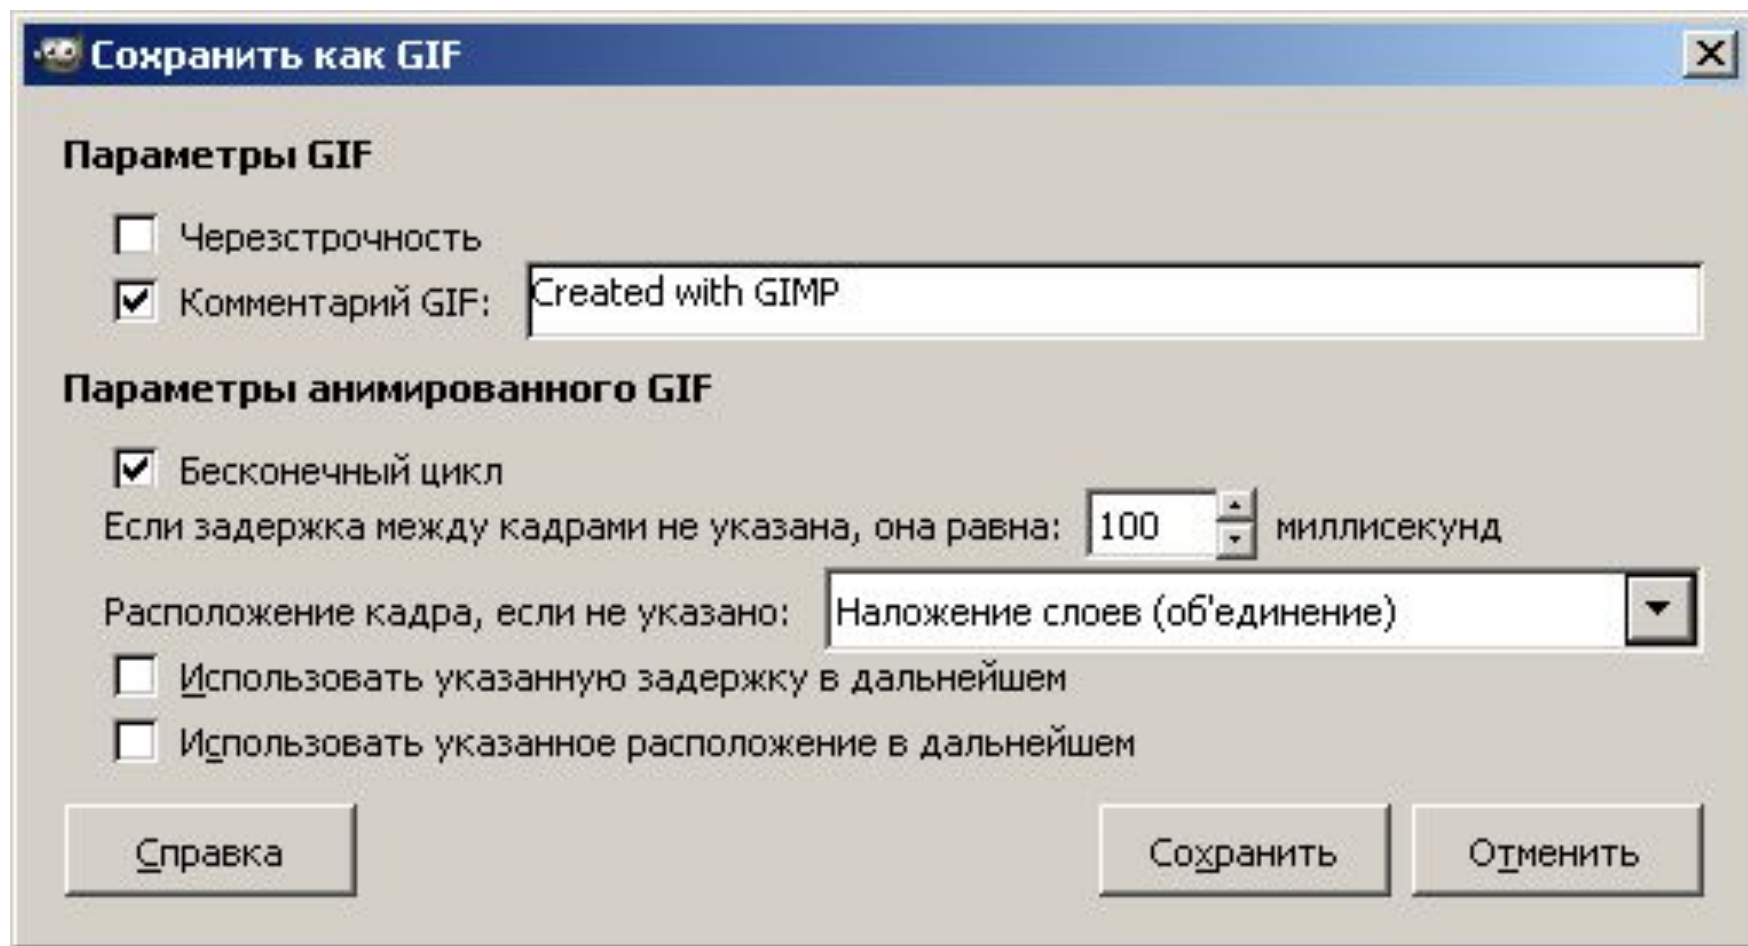 Сохранить как GIF
Параметры GIF
Черезстрочность
Комментарий GIF: Created with GIMP
Параметры анимированного GIF
Бесконечный цикл
Если задержка между кадрами не указана, она равна: 100 миллисекунд
Расположение кадра, если не указано: Наложение слоев (об'единение)
Использовать указанную задержку в дальнейшем
Использовать указанное расположение в дальнейшем
Справка Сохранить Отменить